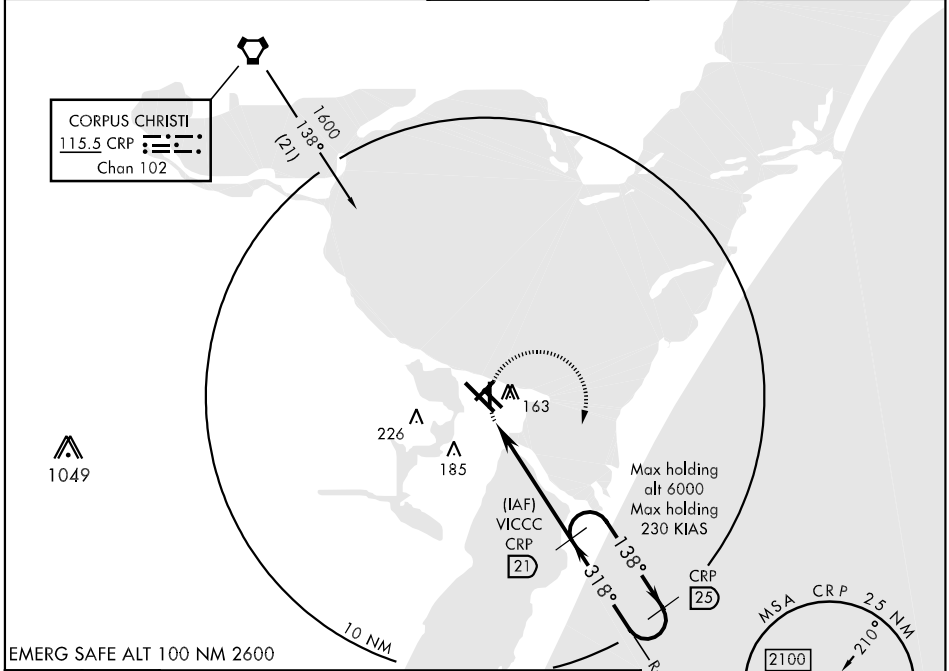 CORPUS CHRISTI
115.5 CRP
Chan 102
1600
138°
(21)
163
226
185
1049
Max holding
alt 6000
Max holding
230 KIAS
(IAF)
VICCC
CRP
21
138°
318°
CRP
25
R
10 NM
MSA CRP 25 NM
210°
2100
EMERG SAFE ALT 100 NM 2600